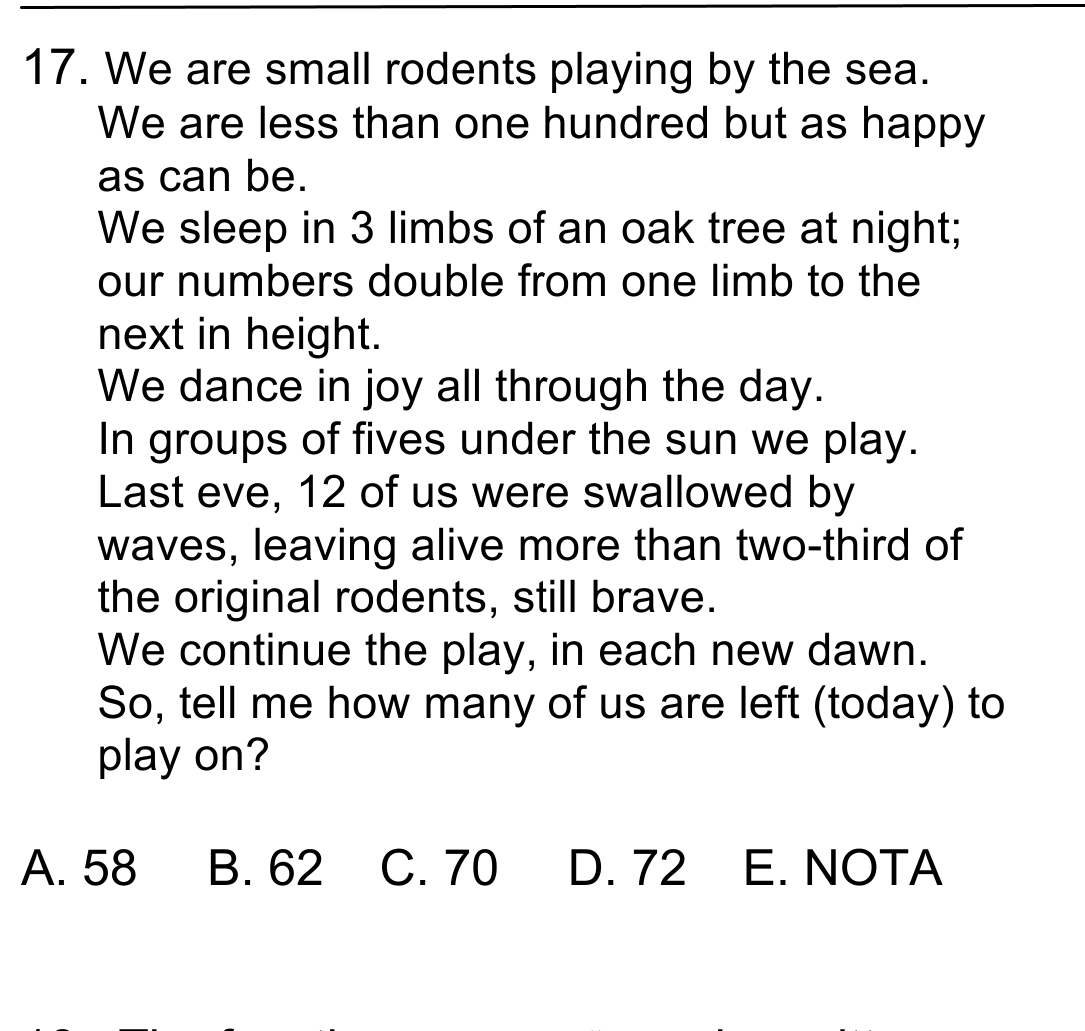 17. We are small rodents playing by the sea.
We are less than one hundred but as happy
as can be.
We sleep in 3 limbs of an oak tree at night;
our numbers double from one limb to the
next in height.
We dance in joy all through the day.
In groups of fives under the sun we play.
Last eve, 12 of us were swallowed by
waves, leaving alive more than two-third of
the original rodents, still brave.
We continue the play, in each new dawn.
So, tell me how many of us are left (today) to
play on?
A. 58 B. 62 C. 70 D. 72 E. NOTA